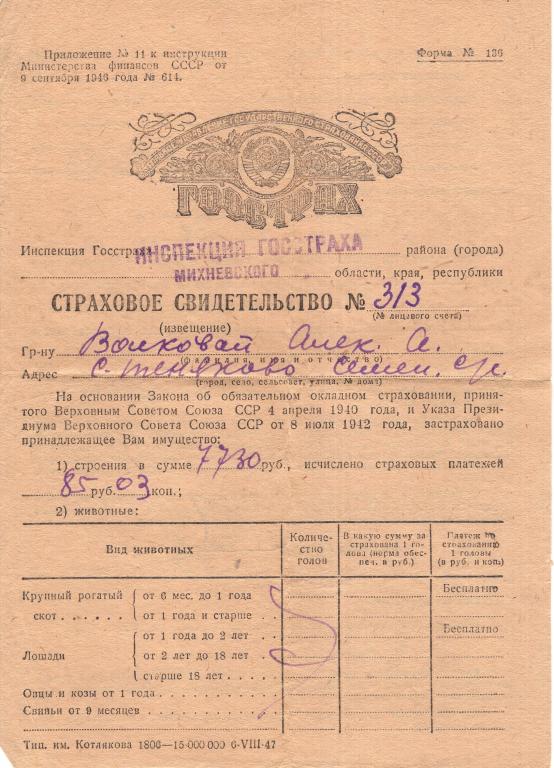 Приложение № 11 к инструкции
Министерства финансов СССР от
9 сентября 1946 года № 614.
Форма № 136
ГЛАВНОЕ УПРАВЛЕНИЕ ГОСУДАРСТВЕННОГО СТРАХОВАНИЯ СССР
ГОССТРАХ
Инспекция Госстраха района (города)
ИНСПЕКЦИЯ ГОССТРАХА
МИХНЕВСКОГО
области, края, республики
СТРАХОВОЕ СВИДЕТЕЛЬСТВО № 313
(№ лицевого счета)
(извещение)
Гр-ну Волковой Алек. А.
(фамилия, имя и отчество)
Адрес с.
(город, село, сельсовет, улица, № дома)
На основании Закона об обязательном окладном страховании, приня-
того Верховным Советом Союза ССР 4 апреля 1940 года, и Указа Прези-
диума Верховного Совета Союза ССР от 8 июля 1942 года, застраховано
принадлежащее Вам имущество:
1) строения в сумме 7730 руб., исчислено страховых платежей
85 руб. 03 коп.;
2) животные:
Вид животных
Количе-
ство
голов
В какую сумму за-
страхована 1 го-
лова (норма обес-
печ. в руб.)
Платеж по
страхованию
1 головы
(в руб. и коп.)
Крупный рогатый скот
от 6 мес. до 1 года Бесплатно
от 1 года и старше
Лошади
от 1 года до 2 лет Бесплатно
от 2 лет до 18 лет
старше 18 лет
Овцы и козы от 1 года
Свиньи от 9 месяцев
Тип. им. Котлякова 1806—15 000 000 6-VIII-47